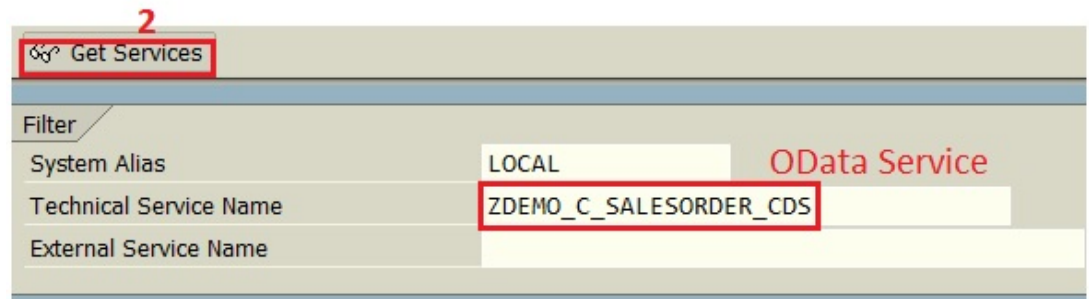 2
Get Services
Filter
System Alias LOCAL OData Service
Technical Service Name ZDEMO_C_SALESORDER_CDS
External Service Name